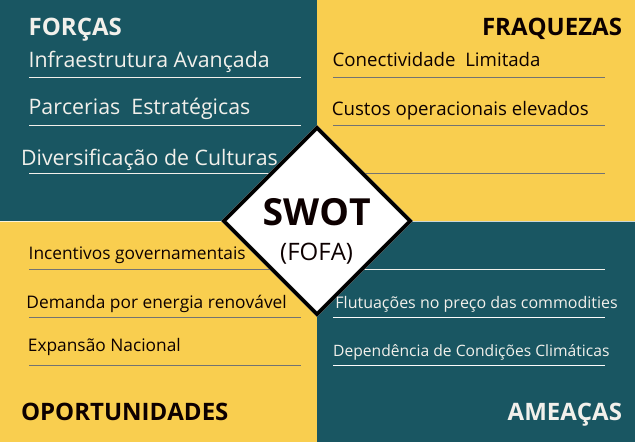 FORÇAS
Infraestrutura Avançada
Parcerias Estratégicas
Diversificação de Culturas
FRAQUEZAS
Conectividade Limitada
Custos operacionais elevados
SWOT
(FOFA)
Incentivos governamentais
Demanda por energia renovável
Expansão Nacional
OPORTUNIDADES
Flutuações no preço das commodities
Dependência de Condições Climáticas
AMEAÇAS